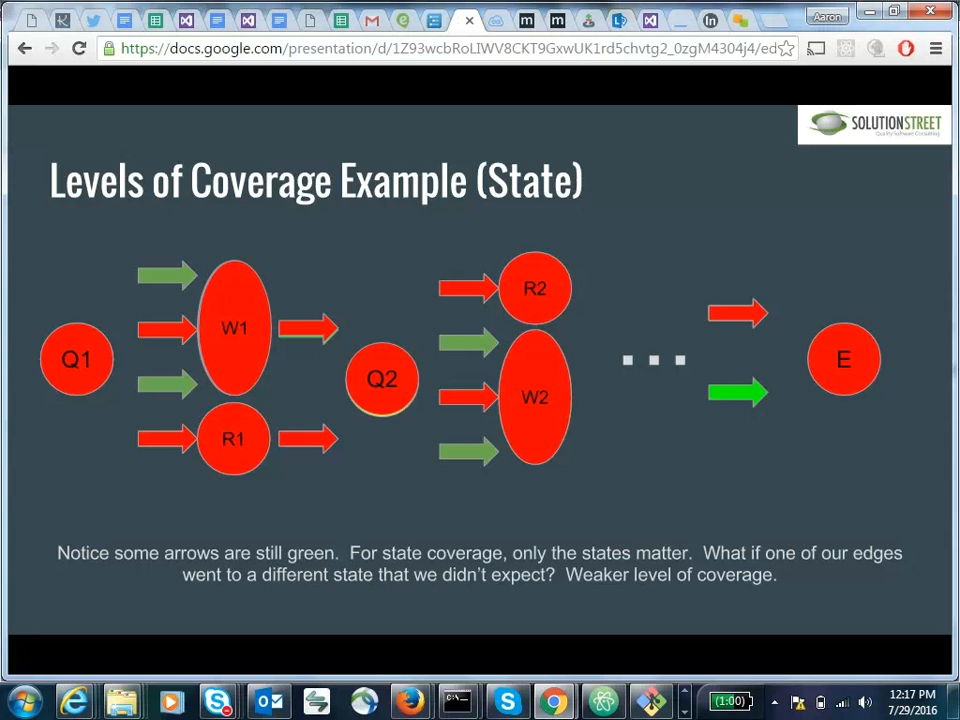 Aaron
https://docs.google.com/presentation/d/1Z93wcbRoLIWV8CKT9GxwUK1rd5chvtg2_0zgM4304j4/ed
SOLUTIONSTREET
Quality Software Consulting
Levels of Coverage Example (State)
R2
W1
Q1
Q2
E
W2
R1
Notice some arrows are still green. For state coverage, only the states matter. What if one of our edges
went to a different state that we didn't expect? Weaker level of coverage.
(1:00)
12:17 PM
7/29/2016